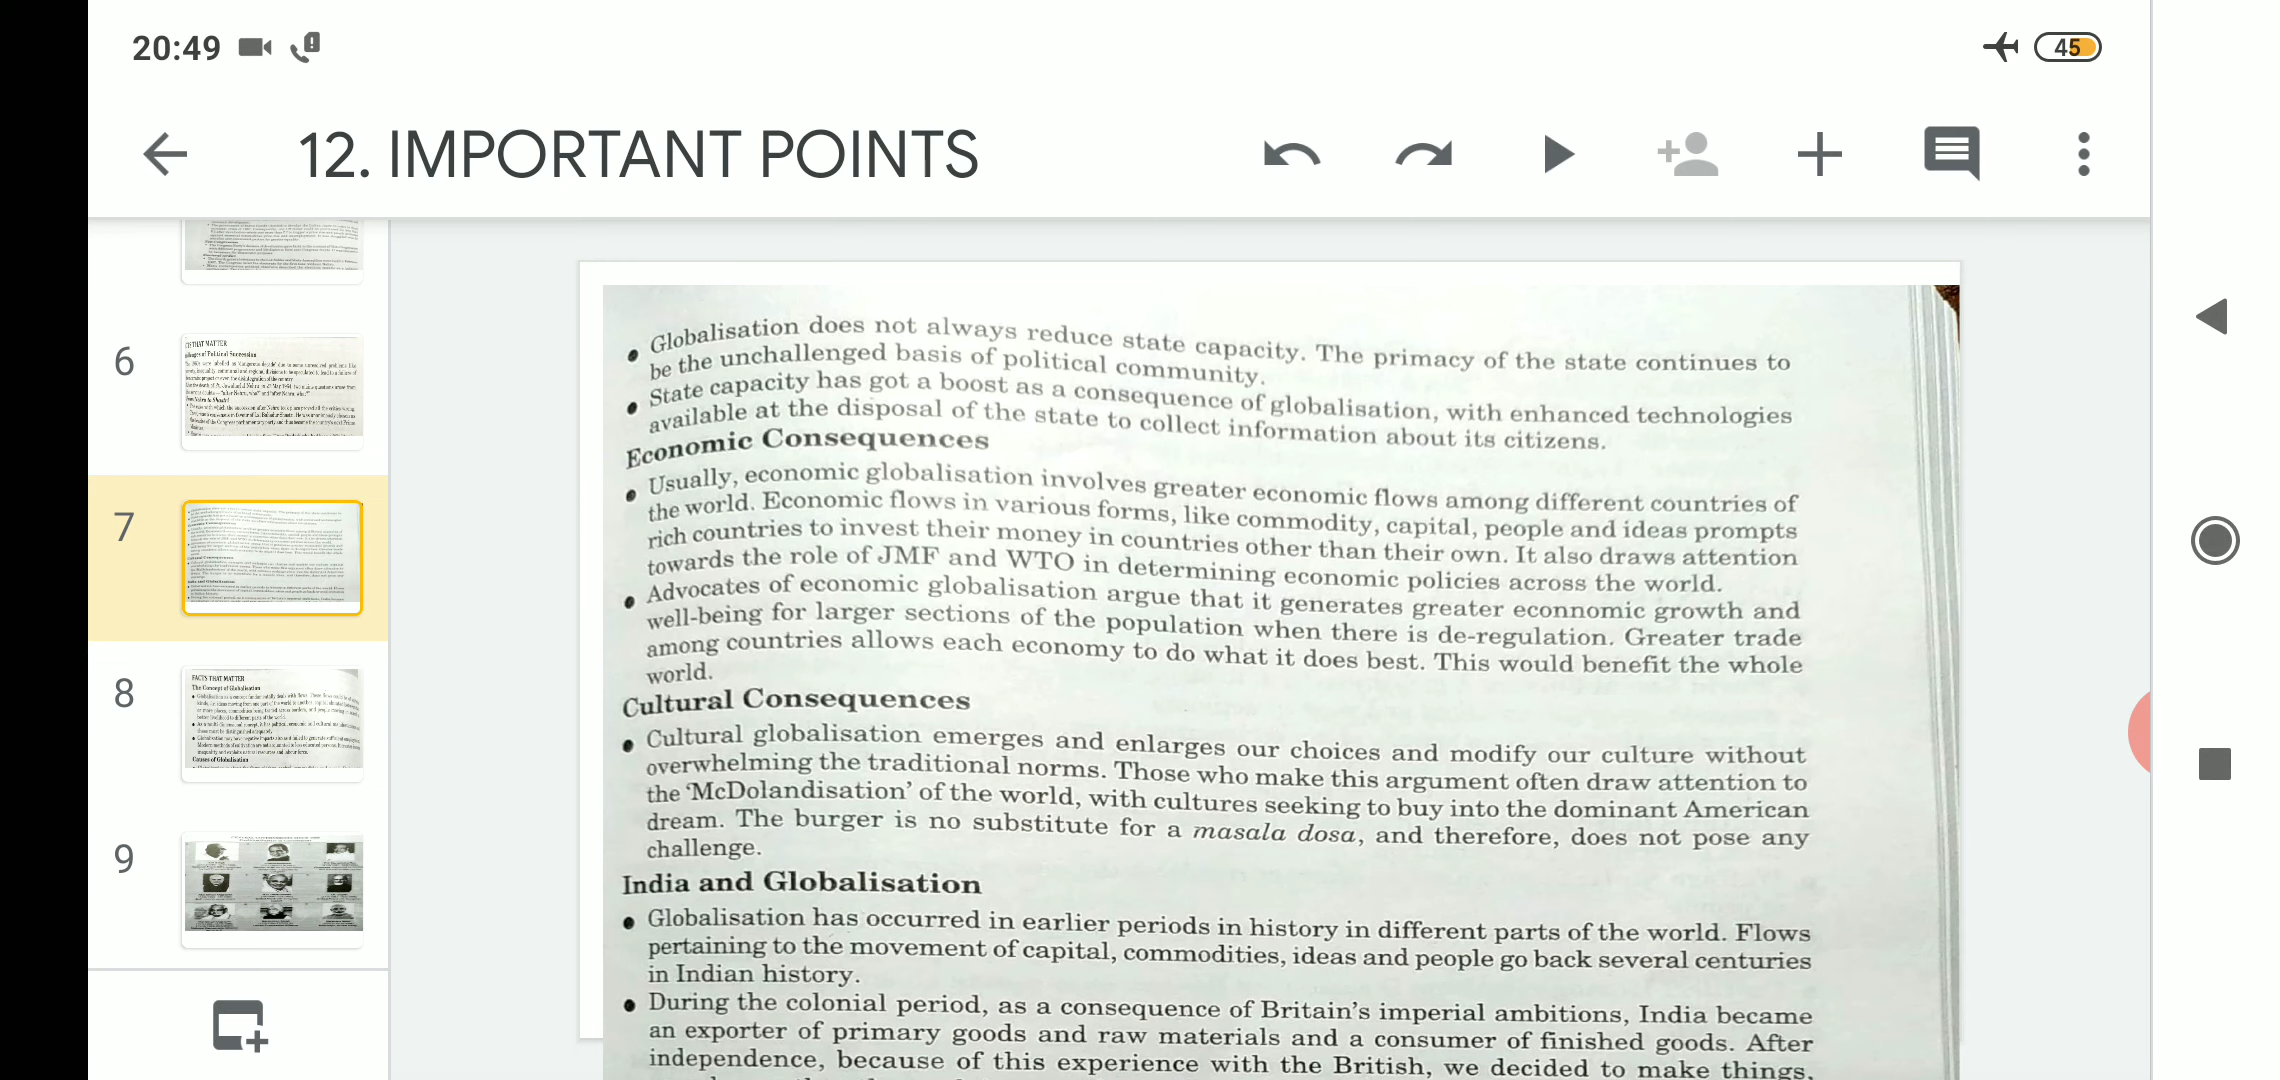 20:49
45
12. IMPORTANT POINTS
6
7
8
9
FACTS THAT MATTER
The Concept of Globalisation
Causes of Globalisation
• Globalisation does not always reduce state capacity. The primacy of the state continues to
be the unchallenged basis of political community.
• State capacity has got a boost as a consequence of globalisation, with enhanced technologies
available at the disposal of the state to collect information about its citizens.
Economic Consequences
• Usually, economic globalisation involves greater economic flows among different countries of
the world. Economic flows in various forms, like commodity, capital, people and ideas prompts
rich countries to invest their money in countries other than their own. It also draws attention
towards the role of JMF and WTO in determining economic policies across the world.
• Advocates of economic globalisation argue that it generates greater econnomic growth and
well-being for larger sections of the population when there is de-regulation. Greater trade
among countries allows each economy to do what it does best. This would benefit the whole
world.
Cultural Consequences
• Cultural globalisation emerges and enlarges our choices and modify our culture without
overwhelming the traditional norms. Those who make this argument often draw attention to
the ‘McDolandisation’ of the world, with cultures seeking to buy into the dominant American
dream. The burger is no substitute for a masala dosa, and therefore, does not pose any
challenge.
India and Globalisation
• Globalisation has occurred in earlier periods in history in different parts of the world. Flows
pertaining to the movement of capital, commodities, ideas and people go back several centuries
in Indian history.
• During the colonial period, as a consequence of Britain’s imperial ambitions, India became
an exporter of primary goods and raw materials and a consumer of finished goods. After
independence, because of this experience with the British, we decided to make things,